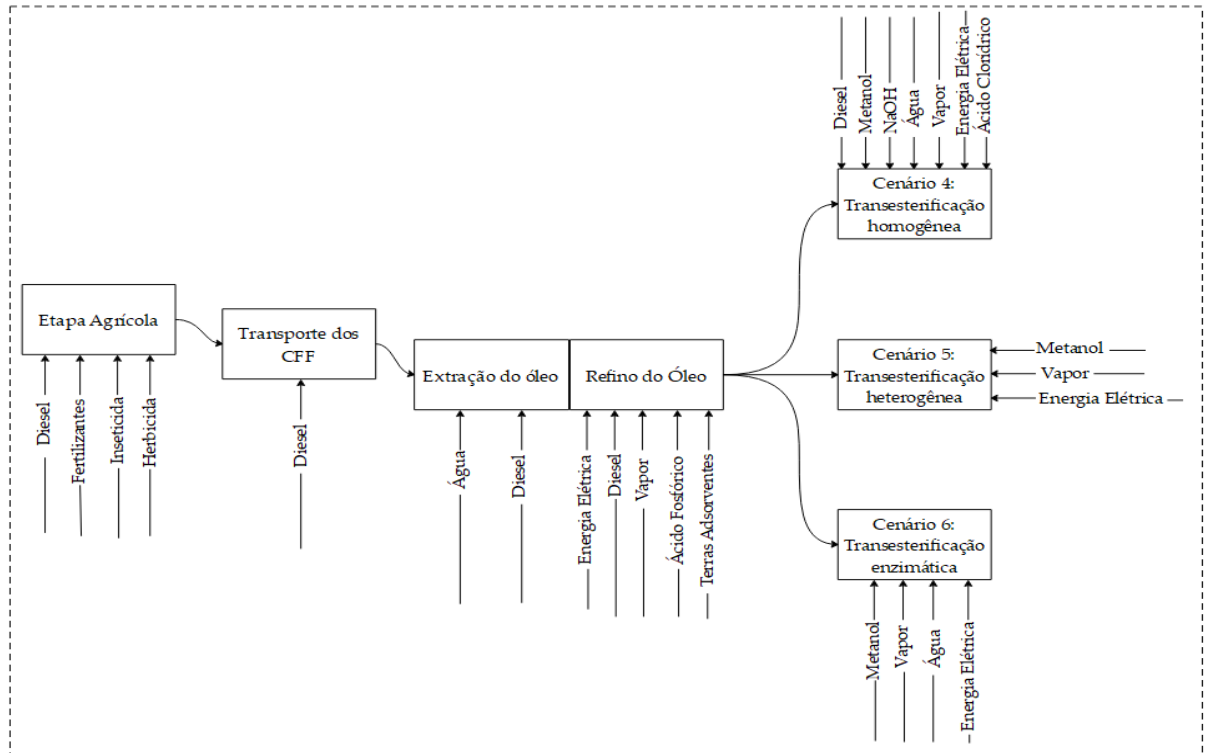 Diesel
Metanol
NaOH
Água
Vapor
Energia Elétrica
Ácido Clorídrico
Cenário 4:
Transesterificação
homogênea
Etapa Agrícola
Diesel
Fertilizantes
Inseticida
Herbicida
Transporte dos
CFF
Diesel
Extração do óleo
Água
Diesel
Refino do Óleo
Energia Elétrica
Diesel
Vapor
Ácido Fosfórico
Terras Adsorventes
Cenário 5:
Transesterificação
heterogênea
Metanol
Vapor
Energia Elétrica
Cenário 6:
Transesterificação
enzimática
Metanol
Vapor
Água
Energia Elétrica